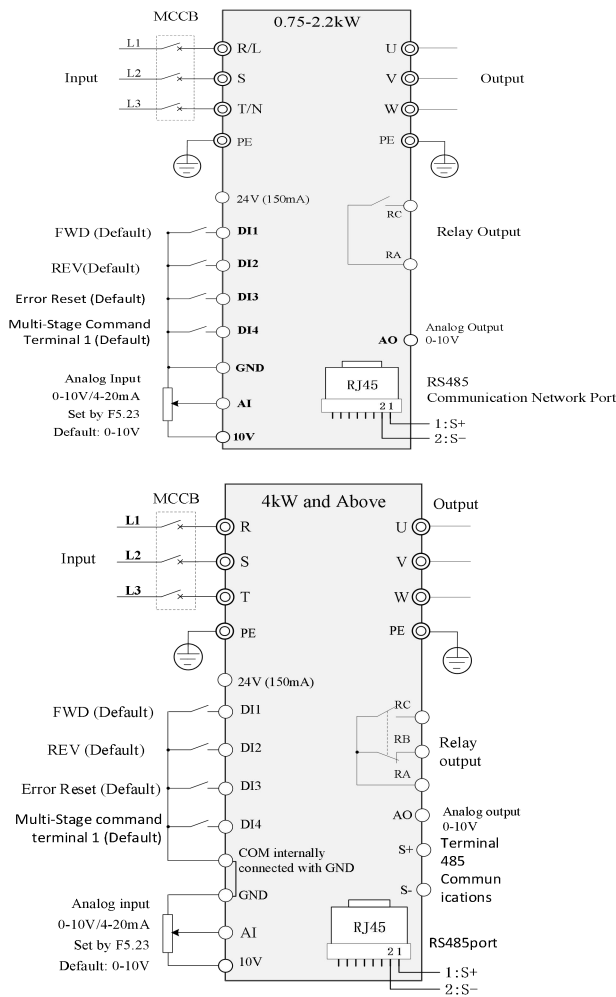 MCCB
0.75-2.2kW
L1
R/L
U
Input
L2
S
V
Output
L3
T/N
W
PE
PE
24V (150mA)
FWD (Default)
DI1
RC
Relay Output
REV(Default)
DI2
RA
Error Reset (Default)
DI3
Multi-Stage Command
Terminal 1 (Default)
DI4
AO
Analog Output
0-10V
GND
Analog Input
0-10V/4-20mA
Set by F5.23
Default: 0-10V
AI
10V
RJ45
2 1
RS485
Communication Network Port
1:S+
2:S-
MCCB
4kW and Above
Output
L1
R
U
Input
L2
S
V
L3
T
W
PE
PE
24V (150mA)
FWD (Default)
DI1
RC
REV (Default)
DI2
RB
Relay
output
Error Reset (Default)
DI3
RA
Multi-Stage command
terminal 1 (Default)
DI4
AO
Analog output
0-10V
COM internally
connected with GND
S+
Terminal
485
Commun
ications
S-
GND
Analog input
0-10V/4-20mA
Set by F5.23
Default: 0-10V
AI
10V
RJ45
2 1
RS485port
1:S+
2:S-